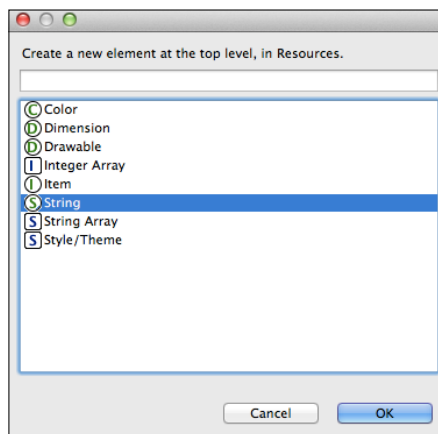 Create a new element at the top level, in Resources.
C Color
D Dimension
D Drawable
I Integer Array
I Item
S String
S String Array
S Style/Theme
Cancel OK